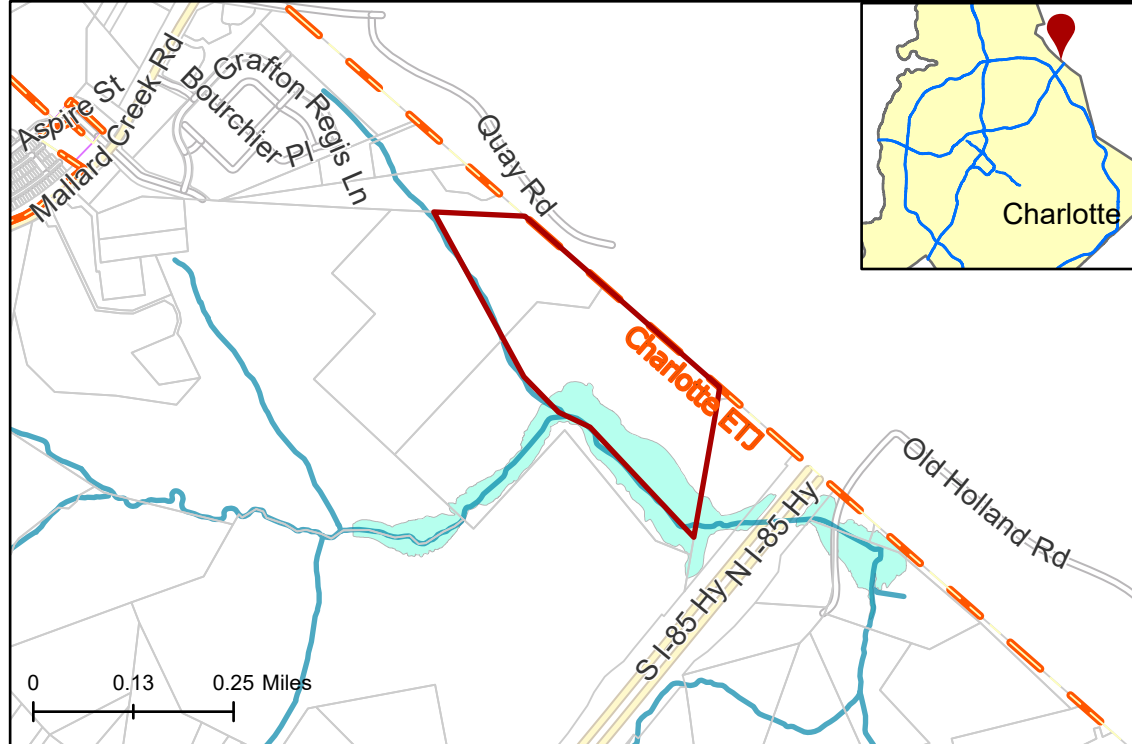 Aspire St
Mallard Creek Rd
Grafton Regis Ln
Bourchier Pl
Quay Rd
Charlotte
Charlotte ETJ
Old Holland Rd
S I-85 Hy
N I-85 Hy
0 0.13 0.25 Miles